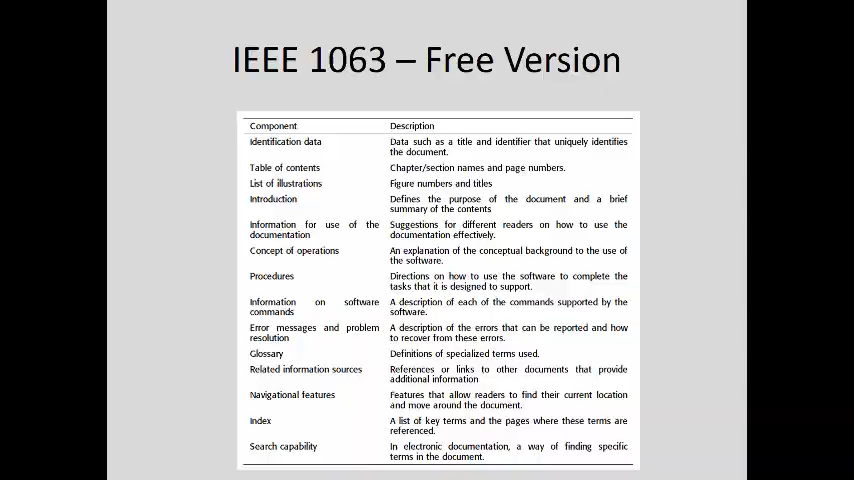 IEEE 1063 – Free Version
Component Description
Identification data Data such as a title and identifier that uniquely identifies
the document.
Table of contents Chapter/section names and page numbers.
List of illustrations Figure numbers and titles
Introduction Defines the purpose of the document and a brief
summary of the contents
Information for use of the Suggestions for different readers on how to use the
documentation documentation effectively.
Concept of operations An explanation of the conceptual background to the use of
the software.
Procedures Directions on how to use the software to complete the
tasks that it is designed to support.
Information on software A description of each of the commands supported by the
commands software.
Error messages and problem A description of the errors that can be reported and how
resolution to recover from these errors.
Glossary Definitions of specialized terms used.
Related information sources References or links to other documents that provide
additional information
Navigational features Features that allow readers to find their current location
and move around the document.
Index A list of key terms and the pages where these terms are
referenced.
Search capability In electronic documentation, a way of finding specific
terms in the document.